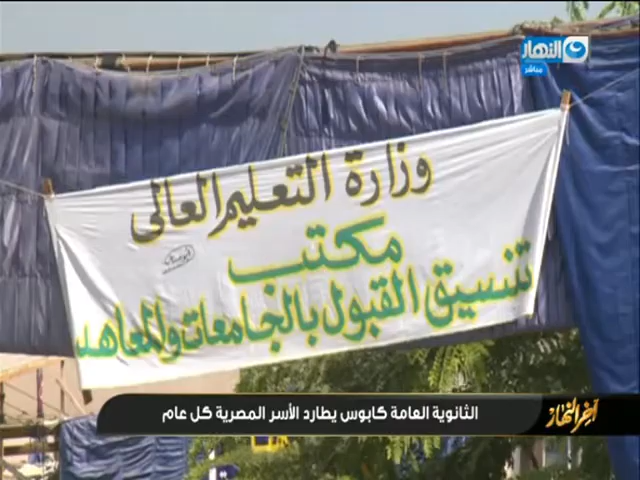 النهار
مباشر
وزارة التعليم العالى
مكتب
تنسيق القبول بالجامعات والمعاهد
الثانوية العامة كابوس يطارد الأسر المصرية كل عام
آخر النهار